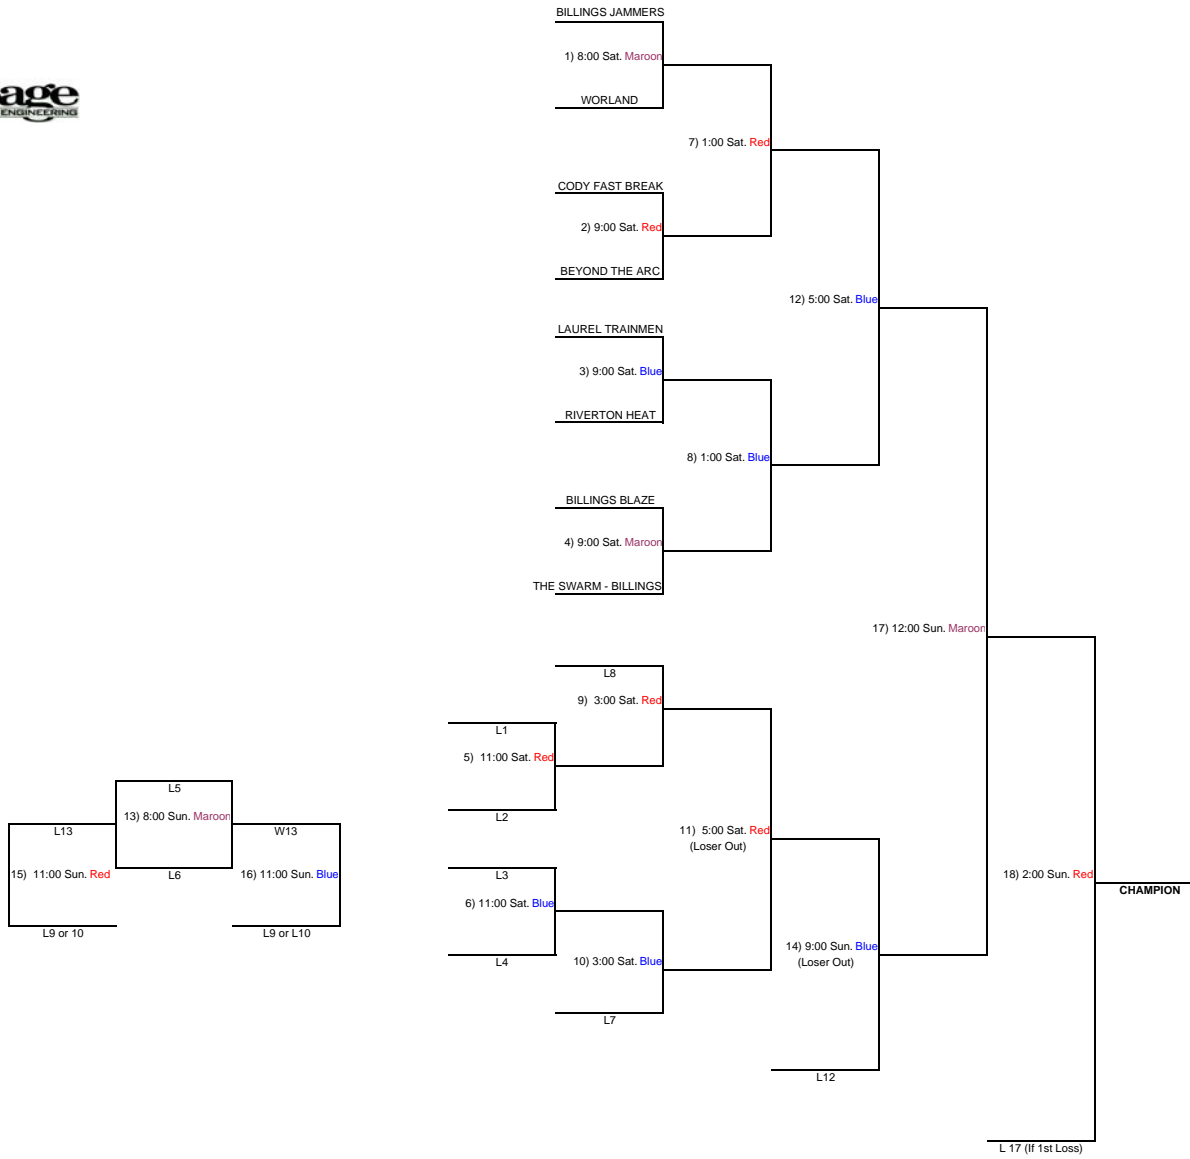 BILLINGS JAMMERS
1) 8:00 Sat. Maroon
age
ENGINEERING
WORLAND
7) 1:00 Sat. Red
CODY FAST BREAK
2) 9:00 Sat. Red
BEYOND THE ARC
12) 5:00 Sat. Blue
LAUREL TRAINMEN
3) 9:00 Sat. Blue
RIVERTON HEAT
8) 1:00 Sat. Blue
BILLINGS BLAZE
4) 9:00 Sat. Maroon
THE SWARM - BILLINGS
17) 12:00 Sun. Maroon
L8
9) 3:00 Sat. Red
L1
5) 11:00 Sat. Red
L5
13) 8:00 Sun. Maroon
L2
L13
W13
11) 5:00 Sat. Red
(Loser Out)
15) 11:00 Sun. Red
L6
16) 11:00 Sun. Blue
L3
18) 2:00 Sun. Red
CHAMPION
6) 11:00 Sat. Blue
L9 or 10
L9 or L10
14) 9:00 Sun. Blue
(Loser Out)
L4
10) 3:00 Sat. Blue
L7
L12
L 17 (If 1st Loss)